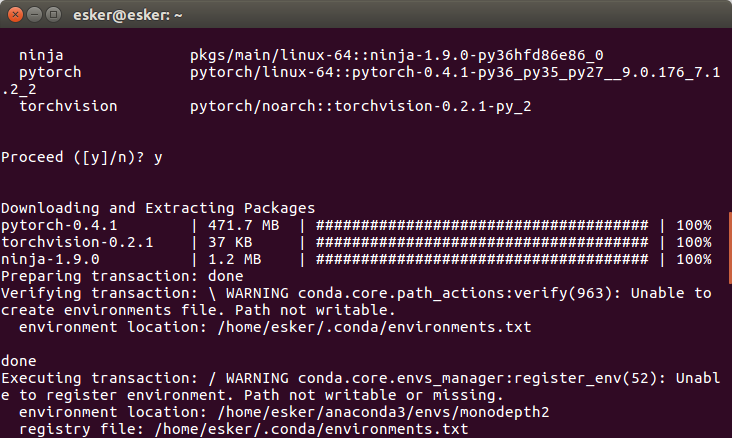 esker@esker: ~
ninja pkgs/main/linux-64::ninja-1.9.0-py36hfd86e86_0
pytorch pytorch/linux-64::pytorch-0.4.1-py36_py35_py27__9.0.176_7.1
.2_2
torchvision pytorch/noarch::torchvision-0.2.1-py_2
Proceed ([y]/n)? y
Downloading and Extracting Packages
pytorch-0.4.1 | 471.7 MB | ##################################### | 100%
torchvision-0.2.1 | 37 KB | ##################################### | 100%
ninja-1.9.0 | 1.2 MB | ##################################### | 100%
Preparing transaction: done
Verifying transaction: \ WARNING conda.core.path_actions:verify(963): Unable to
create environments file. Path not writable.
environment location: /home/esker/.conda/environments.txt
done
Executing transaction: / WARNING conda.core.envs_manager:register_env(52): Unabl
e to register environment. Path not writable or missing.
environment location: /home/esker/anaconda3/envs/monodepth2
registry file: /home/esker/.conda/environments.txt